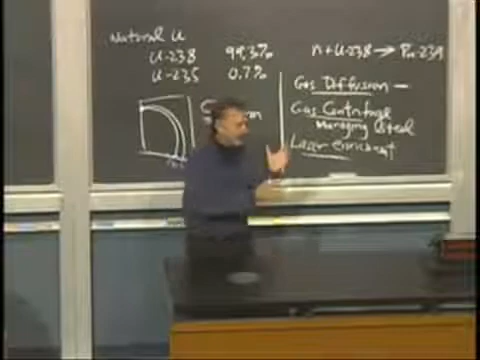 Natural U
U-238 99.3%
U-235 0.7%
n + U-238 → Pu-239
Gas Diffusion —
Gas Centrifuge
Maraging Steel
Laser enrichment